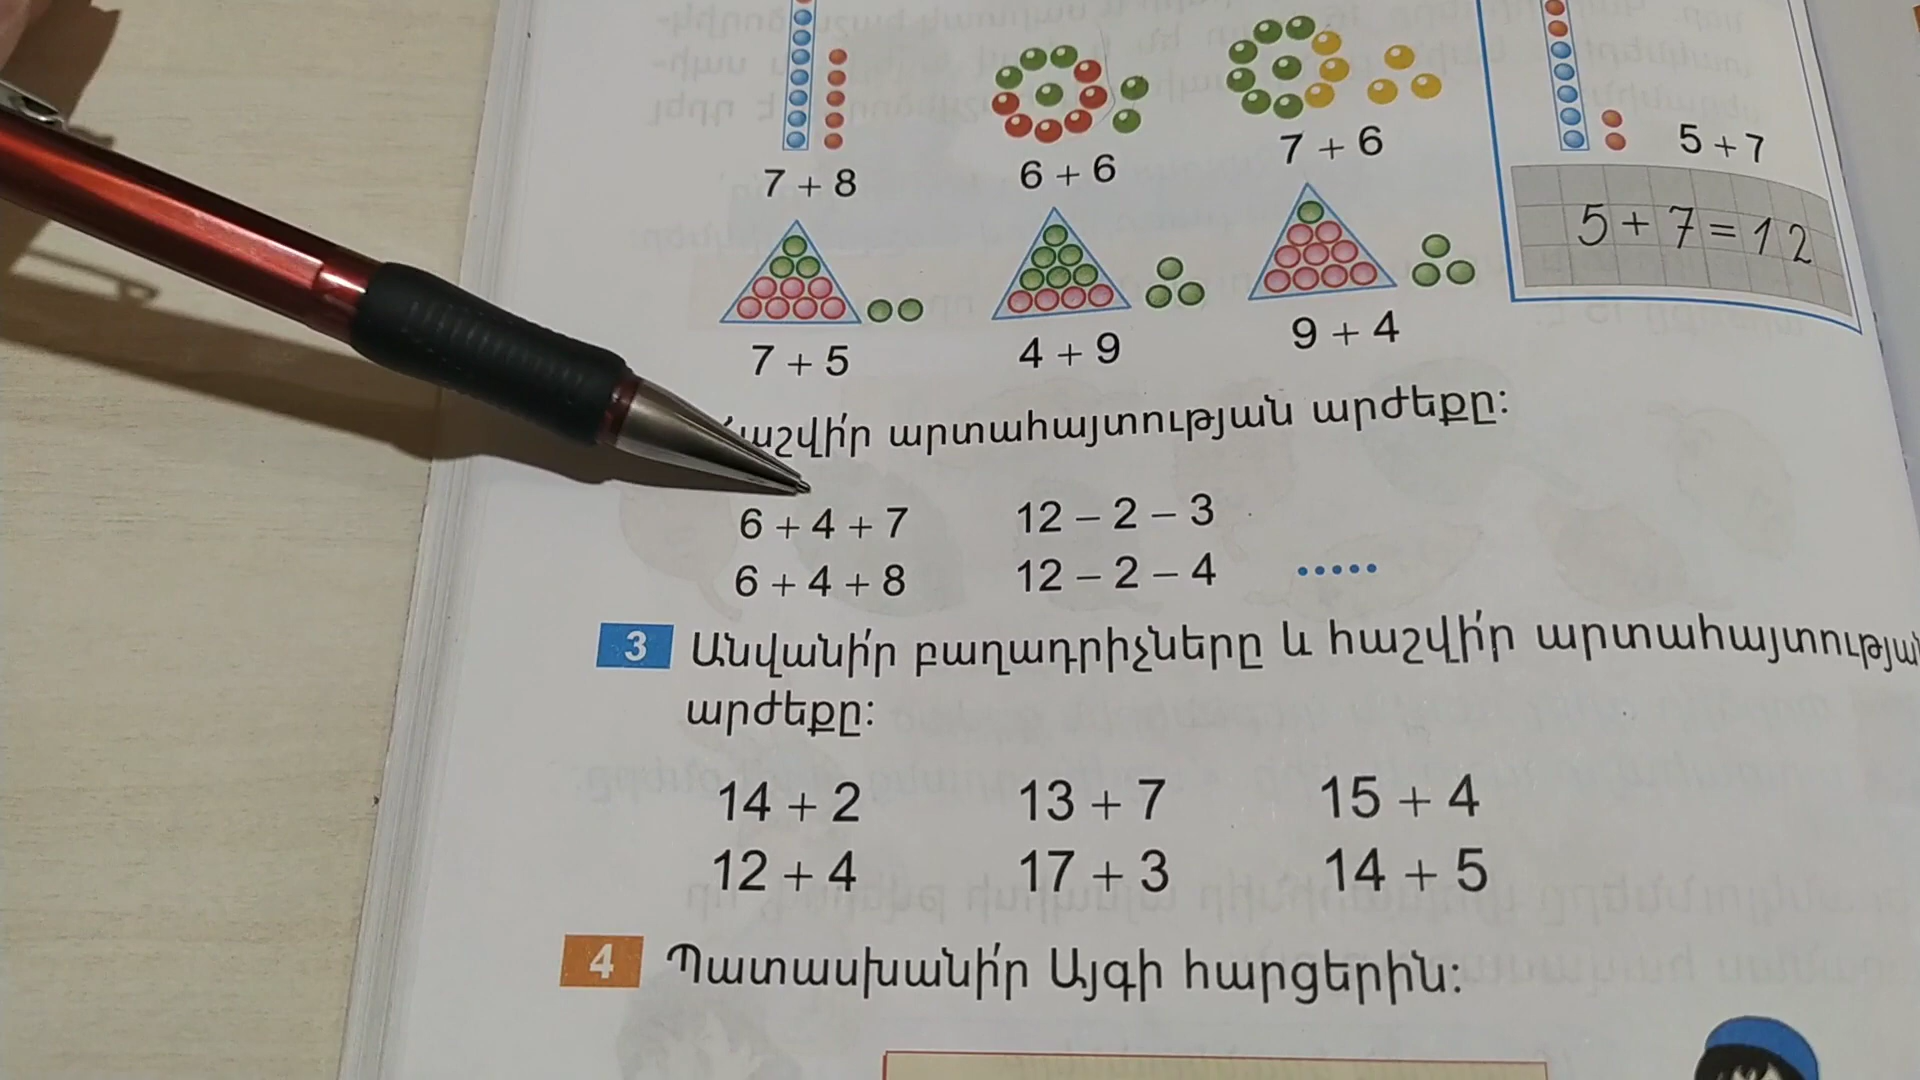 7 + 8
6 + 6
7 + 6
5 + 7
5 + 7 = 12
7 + 5
4 + 9
9 + 4
արտահայտության արժեքը:
6 + 4 + 7
12 – 2 – 3
6 + 4 + 8
12 – 2 – 4
3 Անվանի՛ր բաղադրիչները և հաշվի՛ր
արժեքը:
14 + 2
13 + 7
15 + 4
12 + 4
17 + 3
14 + 5
4 Պատասխանի՛ր Այգի հարցերին: